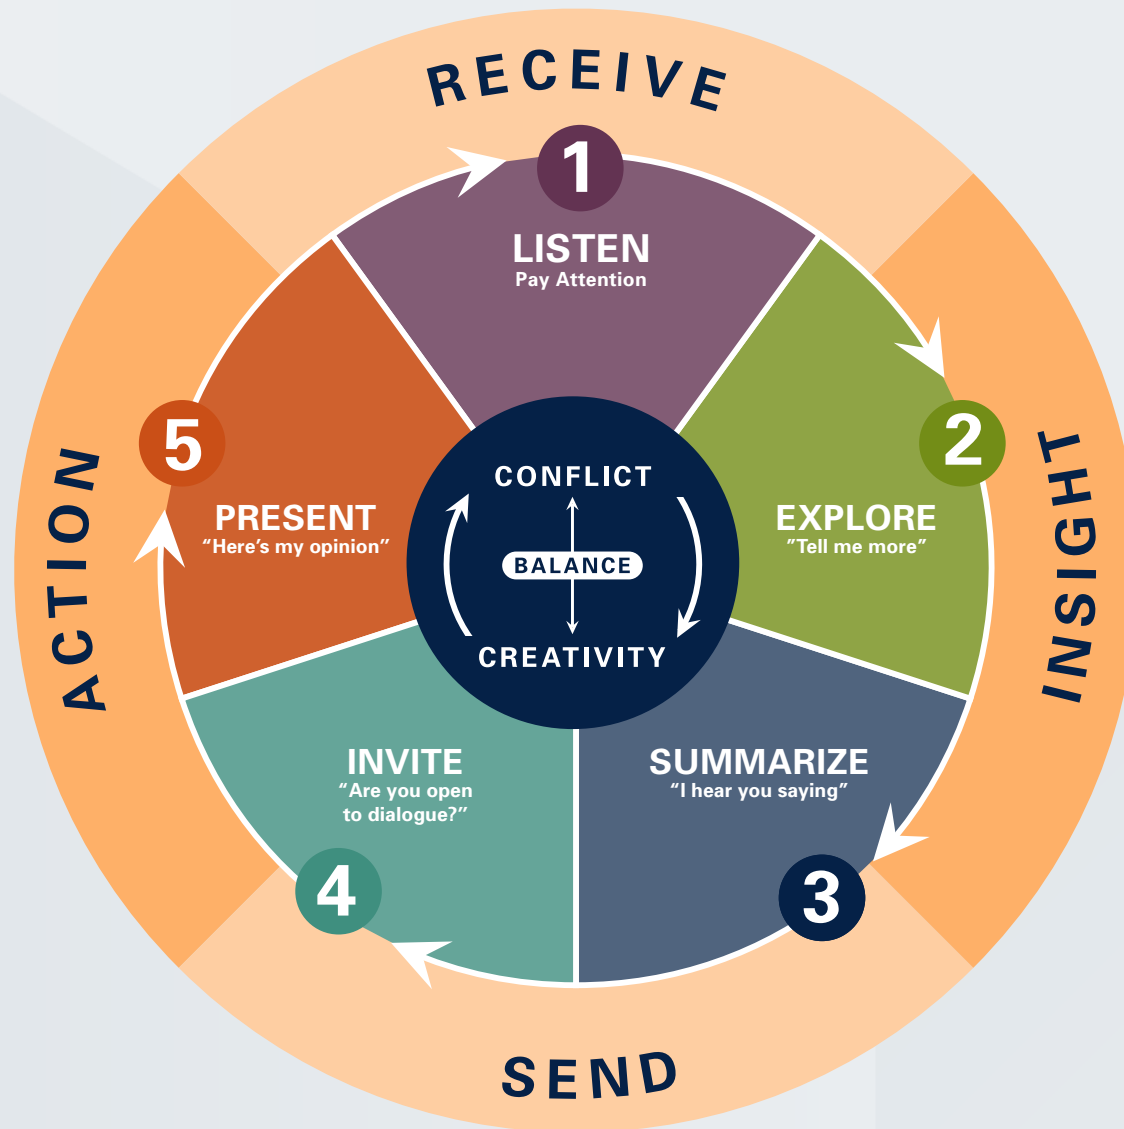 RECEIVE
1
LISTEN
Pay Attention
INSIGHT
2
EXPLORE
”Tell me more”
3
SUMMARIZE
“I hear you saying”
SEND
4
INVITE
“Are you open
to dialogue?”
ACTION
5
PRESENT
“Here’s my opinion”
CONFLICT
BALANCE
CREATIVITY